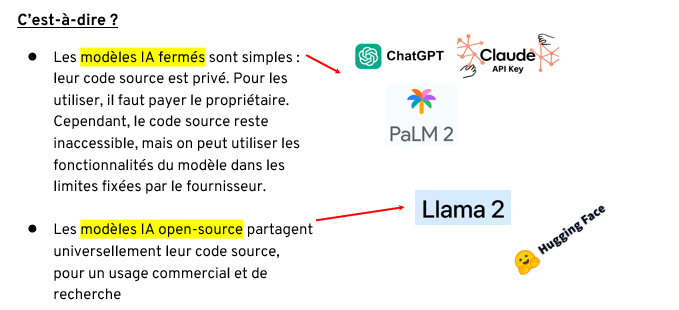 C'est-à-dire ?
Les modèles IA fermés sont simples :
leur code source est privé. Pour les
utiliser, il faut payer le propriétaire.
Cependant, le code source reste
inaccessible, mais on peut utiliser les
fonctionnalités du modèle dans les
limites fixées par le fournisseur.
Les modèles IA open-source partagent
universellement leur code source,
pour un usage commercial et de
recherche
ChatGPT
Claude
API Key
PaLM 2
Llama 2
Hugging Face